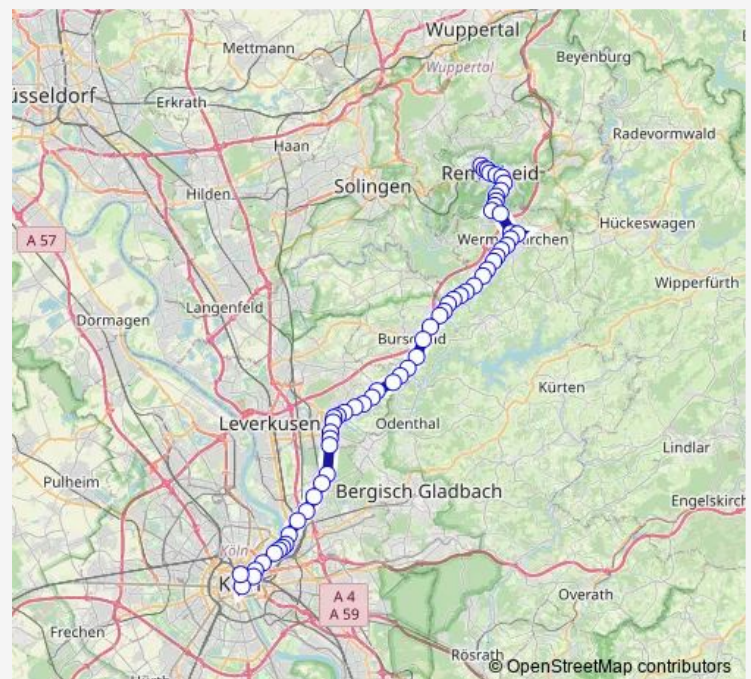 Wuppertal
Mettmann
Beyenburg
Wuppertal
üsseldorf
Erkrath
Radevormwald
Haan
Solingen
Hilden
Hückeswagen
A 57
Wipperfürth
Langenfeld
Dormagen
Kürten
Leverkusen
Odenthal
Lindlar
Pulheim
Bergisch Gladbach
Engelskirch
Köln
A 4
A 59
Overath
Frechen
Rösrath
© OpenStreetMap contributors